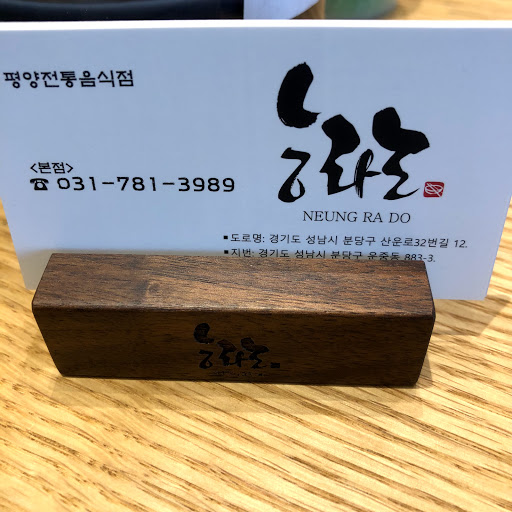 평양전통음식점
<본점>
☎ 031-781-3989
능라도
NEUNG RA DO
▪도로명: 경기도 성남시 분당구 산운로32번길 12.
▪지번: 경기도 성남시 분당구 운중동 883-3.
능라도